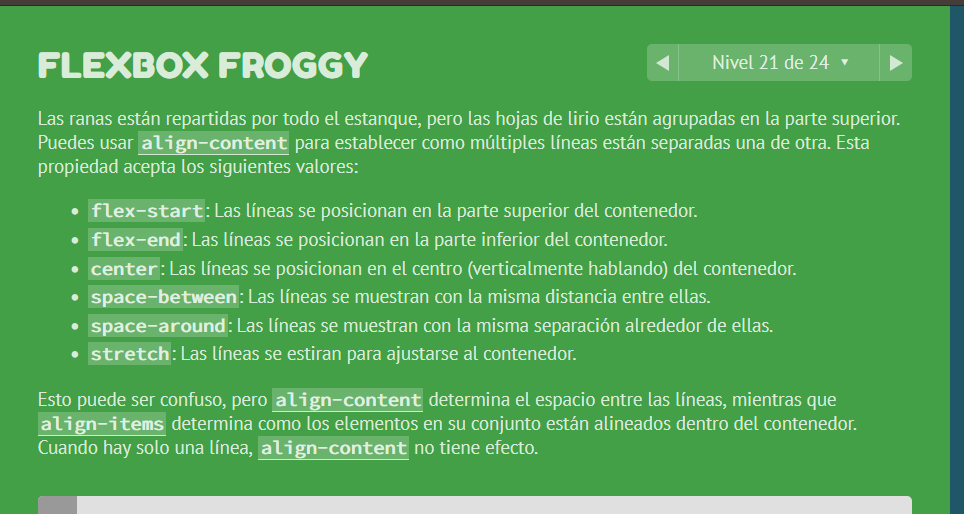 FLEXBOX FROGGY
◀ Nivel 21 de 24 ▼ ▶
Las ranas están repartidas por todo el estanque, pero las hojas de lirio están agrupadas en la parte superior.
Puedes usar align-content para establecer como múltiples líneas están separadas una de otra. Esta
propiedad acepta los siguientes valores:
• flex-start: Las líneas se posicionan en la parte superior del contenedor.
• flex-end: Las líneas se posicionan en la parte inferior del contenedor.
• center: Las líneas se posicionan en el centro (verticalmente hablando) del contenedor.
• space-between: Las líneas se muestran con la misma distancia entre ellas.
• space-around: Las líneas se muestran con la misma separación alrededor de ellas.
• stretch: Las líneas se estiran para ajustarse al contenedor.
Esto puede ser confuso, pero align-content determina el espacio entre las líneas, mientras que
align-items determina como los elementos en su conjunto están alineados dentro del contenedor.
Cuando hay solo una línea, align-content no tiene efecto.